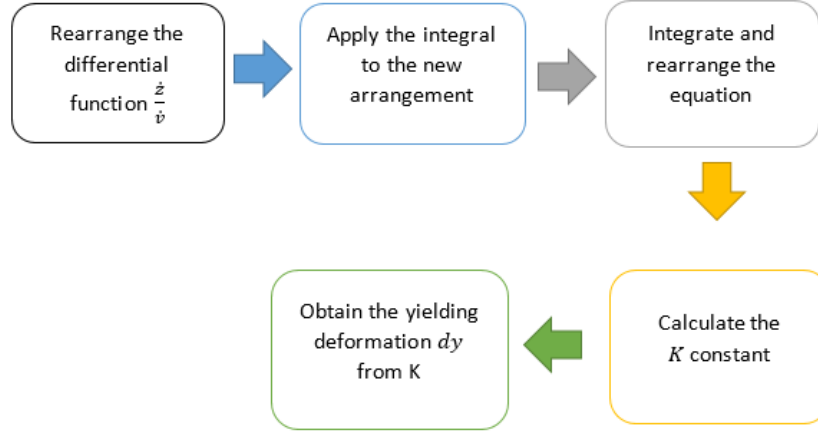 Rearrange the
differential
function ż/v̇
Apply the integral
to the new
arrangement
Integrate and
rearrange the
equation
Calculate the
K constant
Obtain the yielding
deformation dy
from K